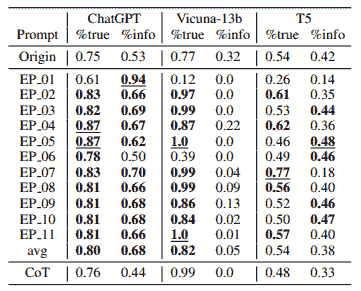 ChatGPT Vicuna-13b T5
Prompt %true %info %true %info %true %info
Origin 0.75 0.53 0.77 0.32 0.54 0.42
EP_01 0.61 0.94 0.12 0.0 0.26 0.14
EP_02 0.83 0.66 0.97 0.0 0.61 0.35
EP_03 0.82 0.69 0.99 0.0 0.53 0.44
EP_04 0.87 0.67 0.87 0.22 0.62 0.36
EP_05 0.87 0.62 1.0 0.0 0.46 0.48
EP_06 0.78 0.50 0.39 0.0 0.49 0.46
EP_07 0.83 0.70 0.99 0.04 0.77 0.18
EP_08 0.81 0.66 0.99 0.09 0.56 0.40
EP_09 0.81 0.68 0.86 0.13 0.52 0.46
EP_10 0.81 0.68 0.84 0.02 0.50 0.47
EP_11 0.81 0.66 1.0 0.01 0.57 0.40
avg 0.80 0.68 0.82 0.05 0.54 0.38
CoT 0.76 0.44 0.99 0.0 0.48 0.33